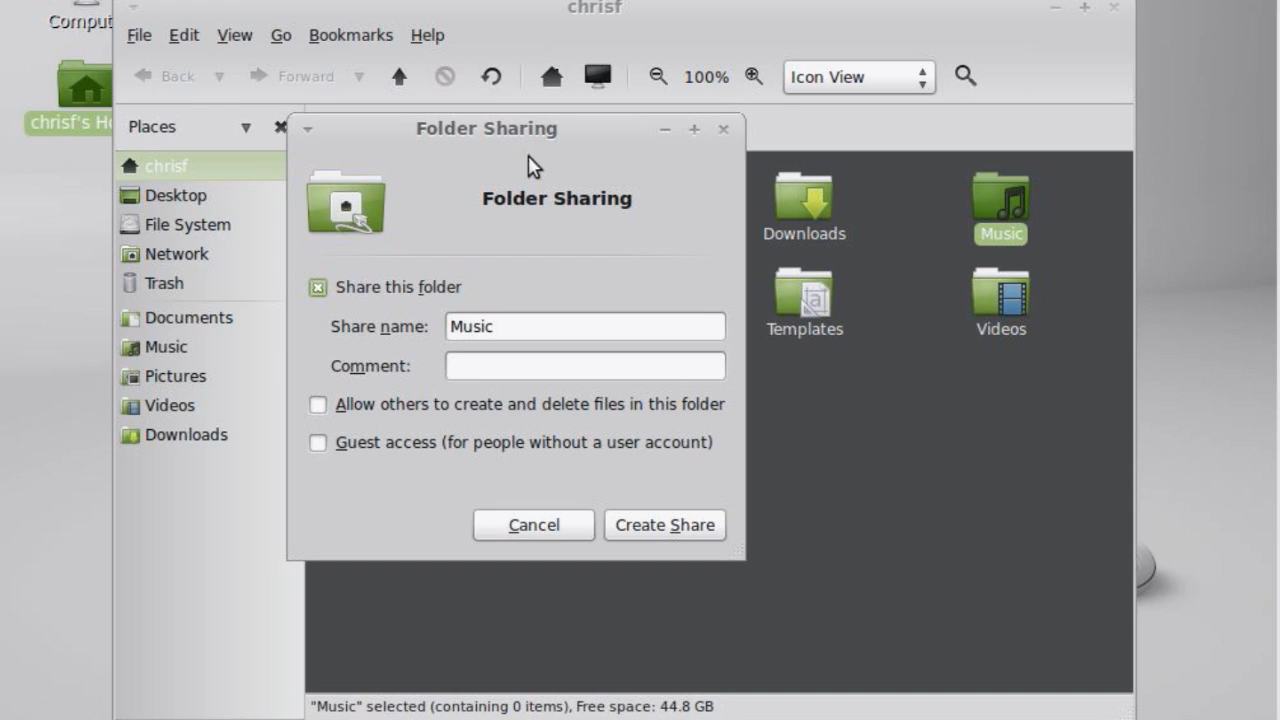 Comput
chrisf's Ho
chrisf
File Edit View Go Bookmarks Help
Back Forward 100% Icon View
Places
chrisf
Desktop
File System
Network
Trash
Documents
Music
Pictures
Videos
Downloads
Folder Sharing
Folder Sharing
Share this folder
Share name: Music
Comment:
Allow others to create and delete files in this folder
Guest access (for people without a user account)
Cancel Create Share
Downloads
Music
Templates
Videos
"Music" selected (containing 0 items), Free space: 44.8 GB